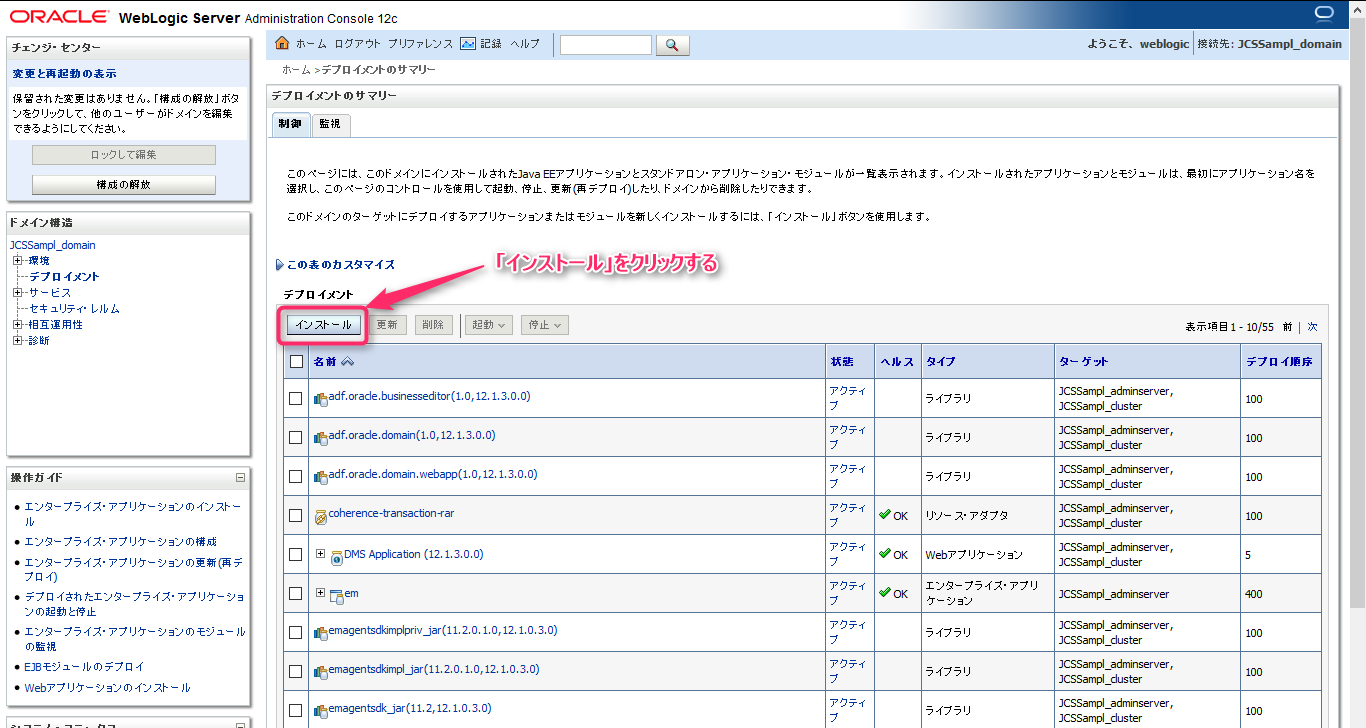 ORACLE WebLogic Server Administration Console 12c
チェンジ・センター
変更と再起動の表示
保留された変更はありません。「構成の解放」ボタ
ンをクリックして、他のユーザーがドメインを編集
できるようにしてください。
ロックして編集
構成の解放
ドメイン構造
JCSSampl_domain
環境
デプロイメント
サービス
セキュリティ・レルム
相互運用性
診断
操作ガイド
エンタープライズ・アプリケーションのインストー
ル
エンタープライズ・アプリケーションの構成
エンタープライズ・アプリケーションの更新(再デ
プロイ)
デプロイされたエンタープライズ・アプリケーショ
ンの起動と停止
エンタープライズ・アプリケーションのモジュール
の監視
EJBモジュールのデプロイ
Webアプリケーションのインストール
ホーム ログアウト プリファレンス 記録 ヘルプ
ようこそ、weblogic 接続先: JCSSampl_domain
ホーム >デプロイメントのサマリー
デプロイメントのサマリー
制御 監視
このページには、このドメインにインストールされたJava EEアプリケーションとスタンドアロン・アプリケーション・モジュールが一覧表示されます。インストールされたアプリケーションとモジュールは、最初にアプリケーション名を
選択し、このページのコントロールを使用して起動、停止、更新(再デプロイ)したり、ドメインから削除したりできます。
このドメインのターゲットにデプロイするアプリケーションまたはモジュールを新しくインストールするには、「インストール」ボタンを使用します。
この表のカスタマイズ
「インストール」をクリックする
デプロイメント
インストール 更新 削除 起動 停止
表示項目1 - 10/55 前 | 次
名前 状態 ヘルス タイプ ターゲット デプロイ順序
adf.oracle.businesseditor(1.0,12.1.3.0.0) アクティ
ブ ライブラリ JCSSampl_adminserver,
JCSSampl_cluster 100
adf.oracle.domain(1.0,12.1.3.0.0) アクティ
ブ ライブラリ JCSSampl_adminserver,
JCSSampl_cluster 100
adf.oracle.domain.webapp(1.0,12.1.3.0.0) アクティ
ブ ライブラリ JCSSampl_adminserver,
JCSSampl_cluster 100
coherence-transaction-rar アクティ
ブ OK リソース・アダプタ JCSSampl_adminserver,
JCSSampl_cluster 100
DMS Application (12.1.3.0.0) アクティ
ブ OK Webアプリケーション JCSSampl_adminserver,
JCSSampl_cluster 5
em アクティ
ブ OK エンタープライズ・アプリ
ケーション JCSSampl_adminserver 400
emagentsdkimplpriv_jar(11.2.0.1.0,12.1.0.3.0) アクティ
ブ ライブラリ JCSSampl_adminserver,
JCSSampl_cluster 100
emagentsdkimpl_jar(11.2.0.1.0,12.1.0.3.0) アクティ
ブ ライブラリ JCSSampl_adminserver,
JCSSampl_cluster 100
emagentsdk_jar(11.2,12.1.0.3.0) アクティ
ブ ライブラリ JCSSampl_adminserver,
JCSSampl_cluster 100